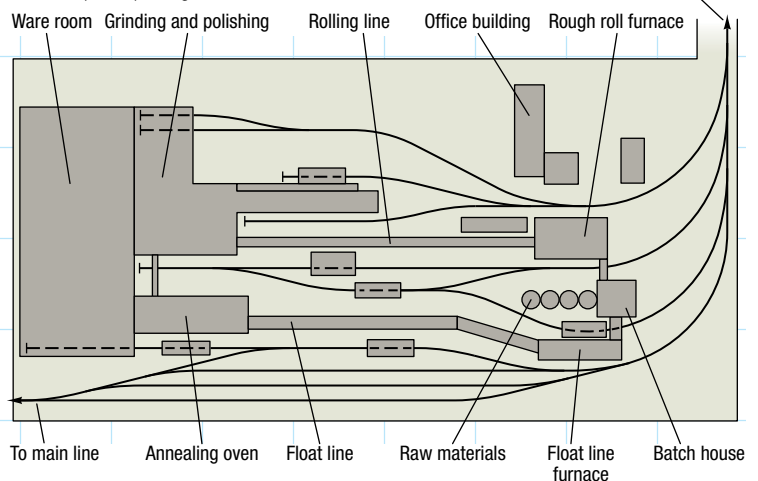 Ware room Grinding and polishing Rolling line Office building Rough roll furnace
To main line Annealing oven Float line Raw materials Float line furnace Batch house